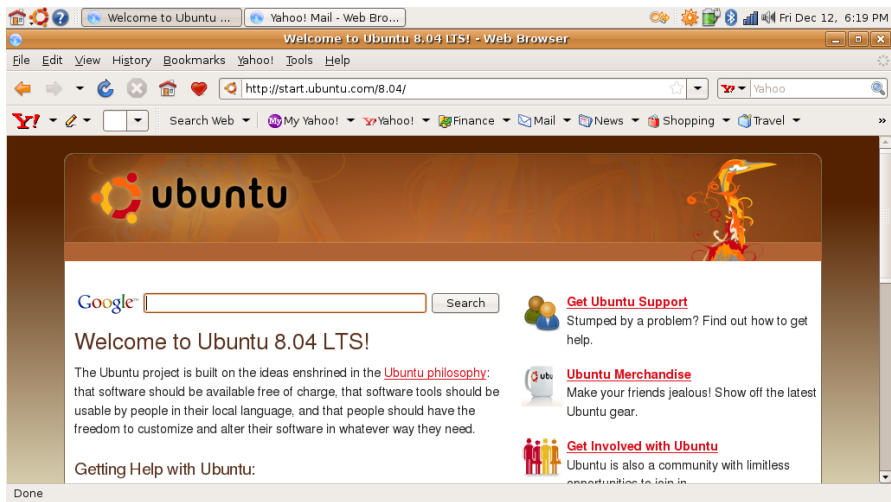 Welcome to Ubuntu ... Yahoo! Mail - Web Bro... Fri Dec 12, 6:19 PM
Welcome to Ubuntu 8.04 LTS! - Web Browser
File Edit View History Bookmarks Yahoo! Tools Help
http://start.ubuntu.com/8.04/ Yahoo
Y! Search Web My Yahoo! Yahoo! Finance Mail News Shopping Travel »
ubuntu
Google Search
Welcome to Ubuntu 8.04 LTS!
The Ubuntu project is built on the ideas enshrined in the Ubuntu philosophy:
that software should be available free of charge, that software tools should be
usable by people in their local language, and that people should have the
freedom to customize and alter their software in whatever way they need.
Getting Help with Ubuntu:
Get Ubuntu Support
Stumped by a problem? Find out how to get
help.
Ubuntu Merchandise
Make your friends jealous! Show off the latest
Ubuntu gear.
Get Involved with Ubuntu
Ubuntu is also a community with limitless
opportunities to join in
Done